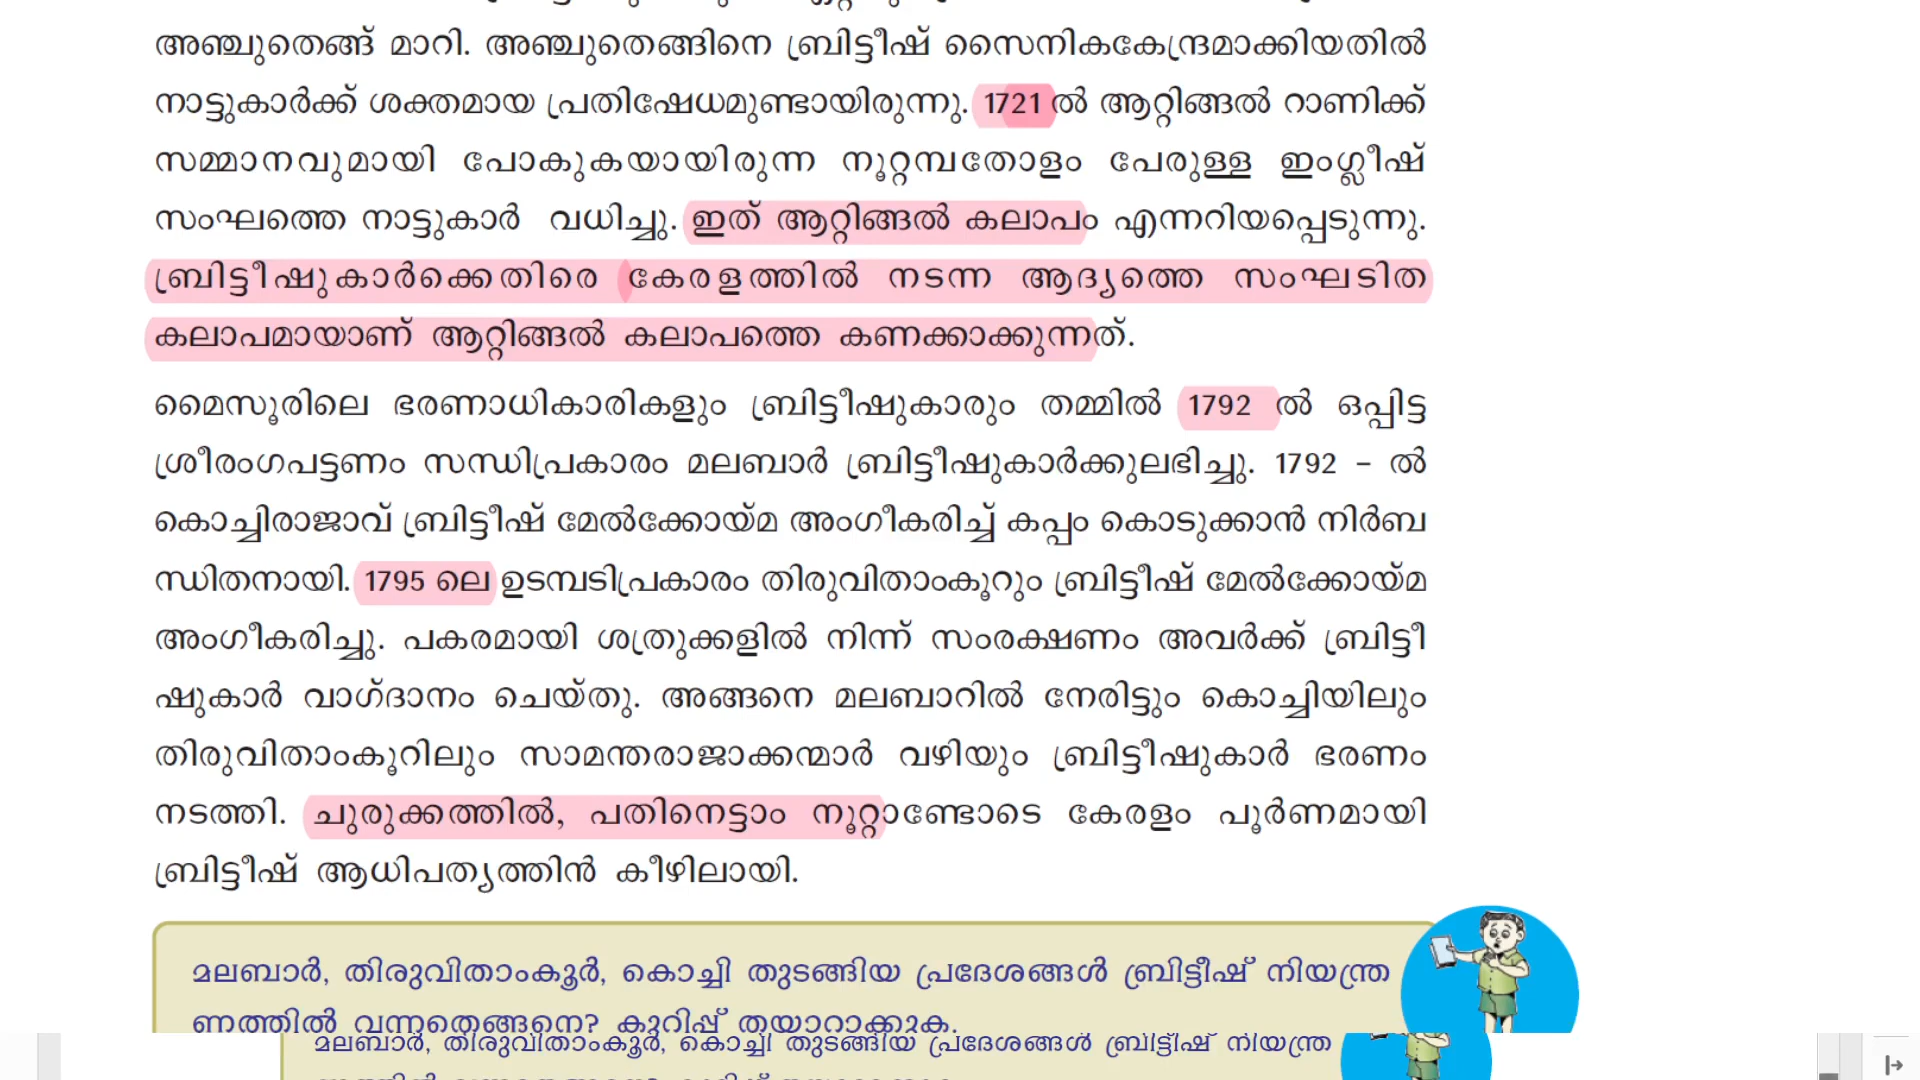 അഞ്ചുതെങ്ങ് മാറി. അഞ്ചുതെങ്ങിനെ ബ്രിട്ടീഷ് സൈനികകേന്ദ്രമാക്കിയതിൽ
നാട്ടുകാർക്ക് ശക്തമായ പ്രതിഷേധമുണ്ടായിരുന്നു. 1721ൽ ആറ്റിങ്ങൽ റാണിക്ക്
സമ്മാനവുമായി പോകുകയായിരുന്ന നൂറ്റമ്പതോളം പേരുള്ള ഇംഗ്ലീഷ്
സംഘത്തെ നാട്ടുകാർ വധിച്ചു. ഇത് ആറ്റിങ്ങൽ കലാപം എന്നറിയപ്പെടുന്നു.
ബ്രിട്ടീഷുകാർക്കെതിരെ കേരളത്തിൽ നടന്ന ആദ്യത്തെ സംഘടിത
കലാപമായാണ് ആറ്റിങ്ങൽ കലാപത്തെ കണക്കാക്കുന്നത്.
മൈസൂരിലെ ഭരണാധികാരികളും ബ്രിട്ടീഷുകാരും തമ്മിൽ 1792 ൽ ഒപ്പിട്ട
ശ്രീരംഗപട്ടണം സന്ധിപ്രകാരം മലബാർ ബ്രിട്ടീഷുകാർക്കുലഭിച്ചു. 1792 – ൽ
കൊച്ചിരാജാവ് ബ്രിട്ടീഷ് മേൽക്കോയ്മ അംഗീകരിച്ച് കപ്പം കൊടുക്കാൻ നിർബ
ന്ധിതനായി. 1795 ലെ ഉടമ്പടിപ്രകാരം തിരുവിതാംകൂറും ബ്രിട്ടീഷ് മേൽക്കോയ്മ
അംഗീകരിച്ചു. പകരമായി ശത്രുക്കളിൽ നിന്ന് സംരക്ഷണം അവർക്ക് ബ്രിട്ടീ
ഷുകാർ വാഗ്ദാനം ചെയ്തു. അങ്ങനെ മലബാറിൽ നേരിട്ടും കൊച്ചിയിലും
തിരുവിതാംകൂറിലും സാമന്തരാജാക്കന്മാർ വഴിയും ബ്രിട്ടീഷുകാർ ഭരണം
നടത്തി. ചുരുക്കത്തിൽ, പതിനെട്ടാം നൂറ്റാണ്ടോടെ കേരളം പൂർണമായി
ബ്രിട്ടീഷ് ആധിപത്യത്തിൻ കീഴിലായി.
മലബാർ, തിരുവിതാംകൂർ, കൊച്ചി തുടങ്ങിയ പ്രദേശങ്ങൾ ബ്രിട്ടീഷ് നിയന്ത്ര
ണത്തിൽ വന്നതെങ്ങനെ? കുറിപ്പ് തയാറാക്കുക.
മലബാർ, തിരുവിതാംകൂർ, കൊച്ചി തുടങ്ങിയ പ്രദേശങ്ങൾ ബ്രിട്ടീഷ് നിയന്ത്ര